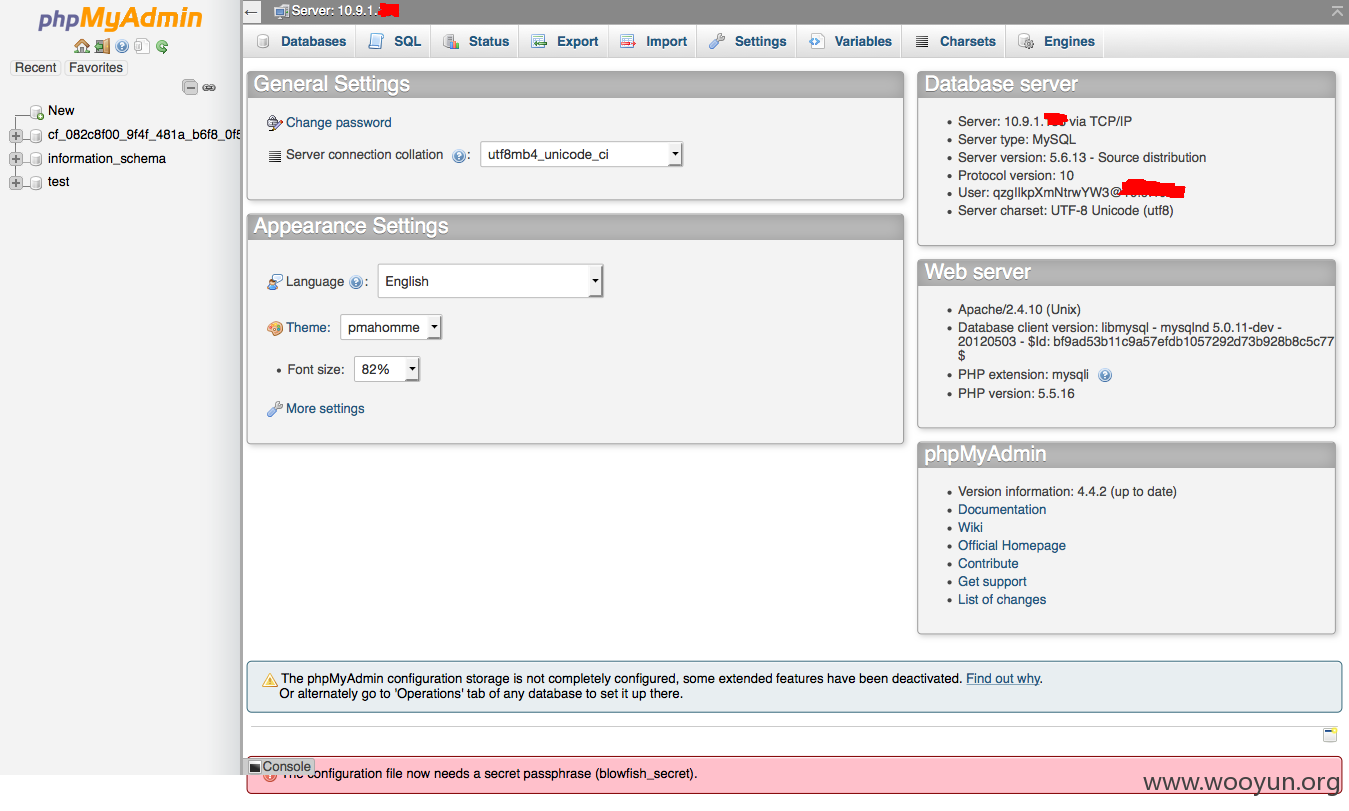 phpMyAdmin
Recent Favorites
New
cf_082c8f00_9f4f_481a_b6f8_0f5
information_schema
test
Server: 10.9.1.
Databases SQL Status Export Import Settings Variables Charsets Engines
General Settings
Change password
Server connection collation : utf8mb4_unicode_ci
Appearance Settings
Language : English
Theme: pmahomme
Font size: 82%
More settings
Database server
Server: 10.9.1. via TCP/IP
Server type: MySQL
Server version: 5.6.13 - Source distribution
Protocol version: 10
User: qzgIlkpXmNtrwYW3@
Server charset: UTF-8 Unicode (utf8)
Web server
Apache/2.4.10 (Unix)
Database client version: libmysql - mysqlnd 5.0.11-dev -
20120503 - $Id: bf9ad53b11c9a57efdb1057292d73b928b8c5c77
$
PHP extension: mysqli
PHP version: 5.5.16
phpMyAdmin
Version information: 4.4.2 (up to date)
Documentation
Wiki
Official Homepage
Contribute
Get support
List of changes
The phpMyAdmin configuration storage is not completely configured, some extended features have been deactivated. Find out why.
Or alternately go to 'Operations' tab of any database to set it up there.
Console
The configuration file now needs a secret passphrase (blowfish_secret).
www.wooyun.org